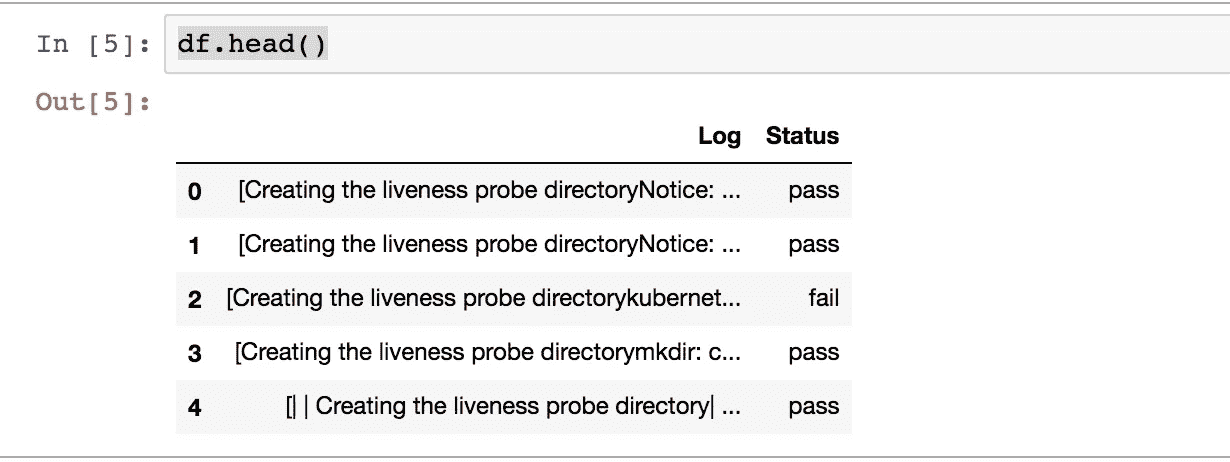 In [5]: df.head()
Out[5]:
Log Status
0 [Creating the liveness probe directoryNotice: ... pass
1 [Creating the liveness probe directoryNotice: ... pass
2 [Creating the liveness probe directorykubernet... fail
3 [Creating the liveness probe directorymkdir: c... pass
4 [| | Creating the liveness probe directory| ... pass